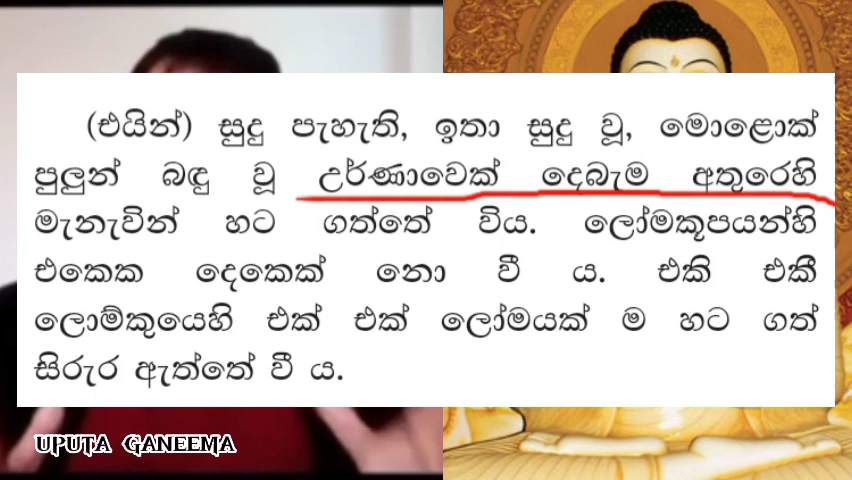 (එයින්) සුදු පැහැති, ඉතා සුදු වූ, මොළොක්
පුලුන් බඳු වූ උර්ණාවෙක් දෙබැම අතුරෙහි
මැනැවින් හට ගත්තේ විය. ලෝමකූපයන්හි
එකෙක දෙකෙක් නො වී ය. එකි එකී
ලොම්කුයෙහි එක් එක් ලෝමයක් ම හට ගත්
සිරුර ඇත්තේ වී ය.
UPUTA GANEEMA